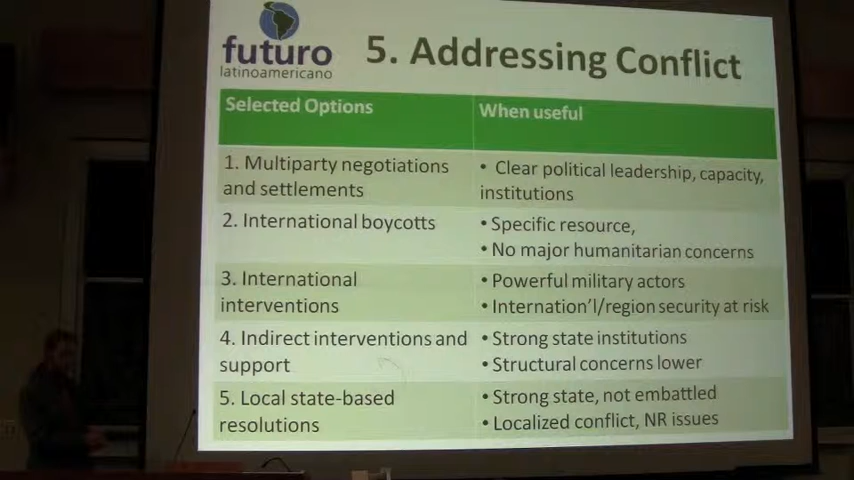 futuro
latinoamericano
5. Addressing Conflict
Selected Options
When useful
1. Multiparty negotiations
and settlements
• Clear political leadership, capacity,
institutions
2. International boycotts
• Specific resource,
• No major humanitarian concerns
3. International
interventions
• Powerful military actors
• Internation'l/region security at risk
4. Indirect interventions and
support
• Strong state institutions
• Structural concerns lower
5. Local state-based
resolutions
• Strong state, not embattled
• Localized conflict, NR issues